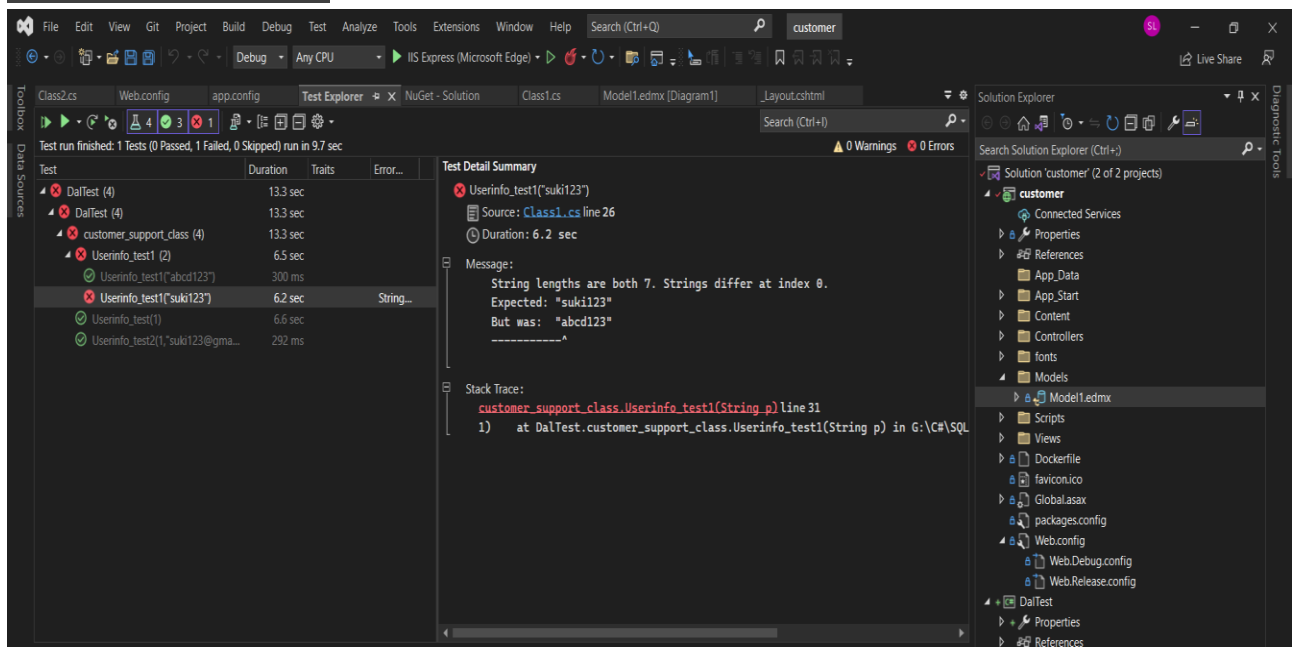 File Edit View Git Project Build Debug Test Analyze Tools Extensions Window Help Search (Ctrl+Q) customer SL
Debug Any CPU IIS Express (Microsoft Edge) Live Share
Toolbox
Data Sources
Class2.cs Web.config app.config Test Explorer NuGet - Solution Class1.cs Model1.edmx [Diagram1] _Layout.cshtml
4 3 1 Search (Ctrl+I)
Test run finished: 1 Tests (0 Passed, 1 Failed, 0 Skipped) run in 9.7 sec 0 Warnings 0 Errors
Test Duration Traits Error...
DalTest (4) 13.3 sec
DalTest (4) 13.3 sec
customer_support_class (4) 13.3 sec
Userinfo_test1 (2) 6.5 sec
Userinfo_test1("abcd123") 300 ms
Userinfo_test1("suki123") 6.2 sec String...
Userinfo_test(1) 6.6 sec
Userinfo_test2(1,"suki123@gma... 292 ms
Test Detail Summary
Userinfo_test1("suki123")
Source: Class1.cs line 26
Duration: 6.2 sec
Message:
String lengths are both 7. Strings differ at index 0.
Expected: "suki123"
But was: "abcd123"
-----------^
Stack Trace:
customer_support_class.Userinfo_test1(String p) line 31
1) at DalTest.customer_support_class.Userinfo_test1(String p) in G:\C#\SQL
Solution Explorer
Search Solution Explorer (Ctrl+;)
Solution 'customer' (2 of 2 projects)
customer
Connected Services
Properties
References
App_Data
App_Start
Content
Controllers
fonts
Models
Model1.edmx
Scripts
Views
Dockerfile
favicon.ico
Global.asax
packages.config
Web.config
Web.Debug.config
Web.Release.config
DalTest
Properties
References
Diagnostic Tools